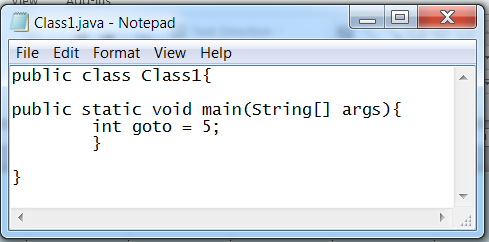 View Add-ins
Class1.java - Notepad
File Edit Format View Help
public class Class1{
public static void main(String[] args){
int goto = 5;
}
}